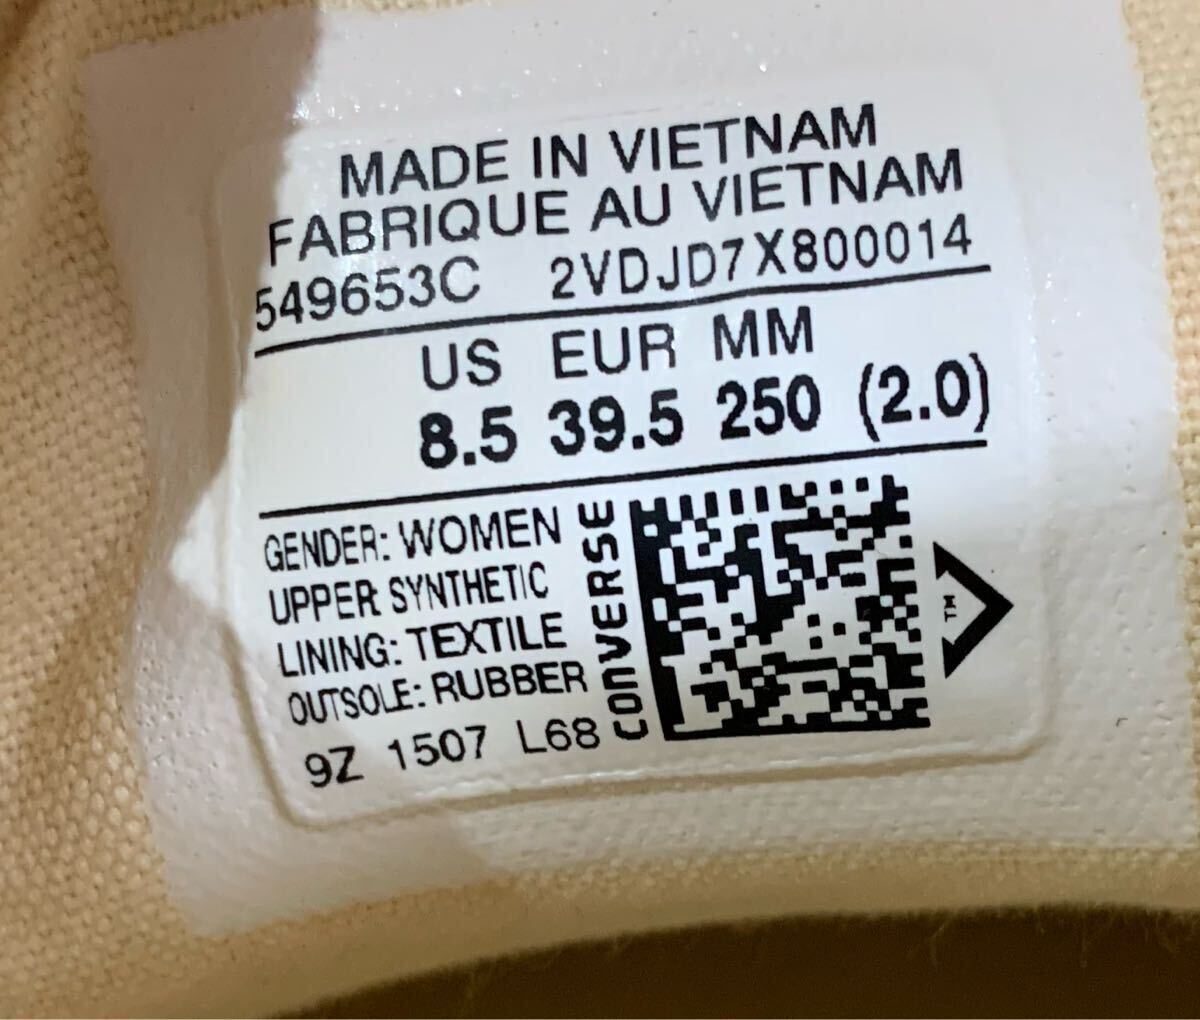 MADE IN VIETNAM
FABRIQUE AU VIETNAM
549653C 2VDJD7X800014
US EUR MM
8.5 39.5 250 (2.0)
GENDER: WOMEN
UPPER: SYNTHETIC
LINING: TEXTILE
OUTSOLE: RUBBER
9Z 1507 L68
CONVERSE
TM